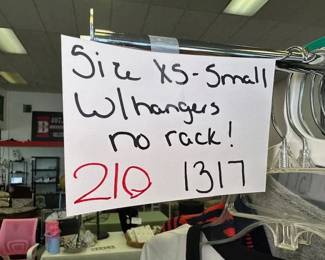 Size XS-Small
W/hangers
no rack!
210 1317